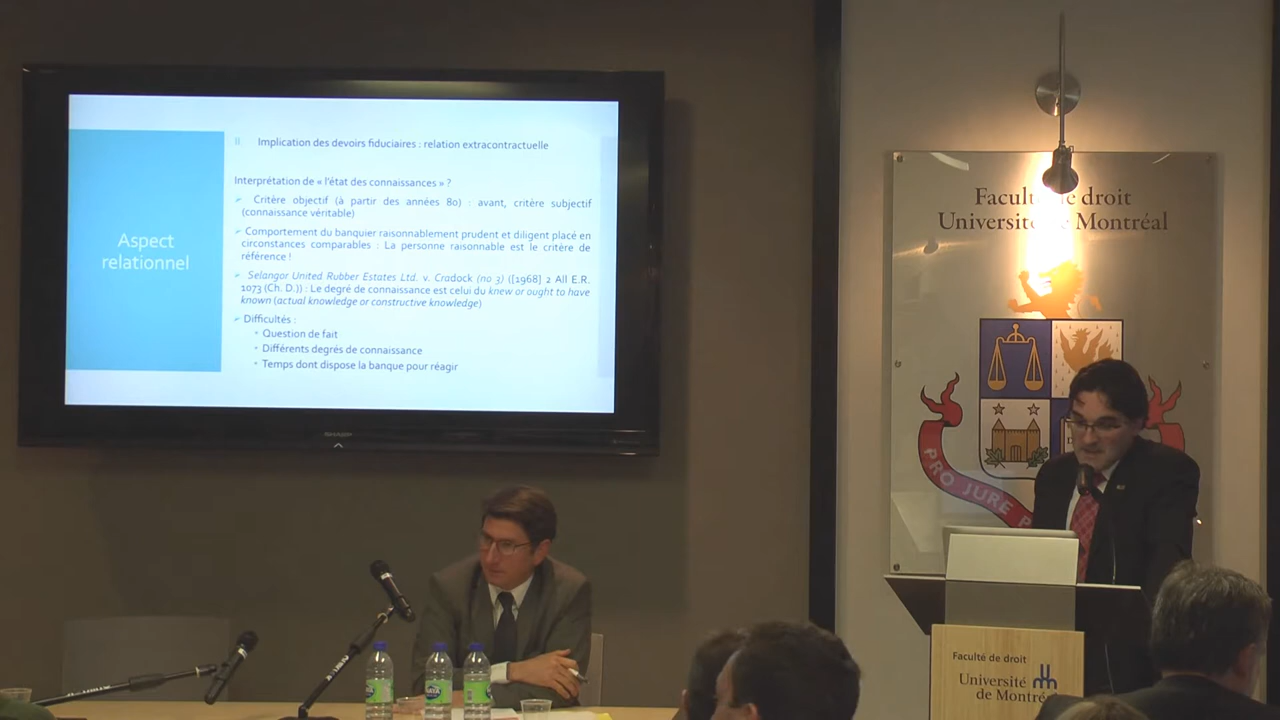 II Implication des devoirs fiduciaires : relation extracontractuelle
Interprétation de « l'état des connaissances » ?
Critère objectif (à partir des années 80) : avant, critère subjectif
(connaissance véritable)
Comportement du banquier raisonnablement prudent et diligent placé en
circonstances comparables : La personne raisonnable est le critère de
référence !
Selangor United Rubber Estates Ltd. v. Cradock (no 3) ([1968] 2 All E.R.
1073 (Ch. D.)) : Le degré de connaissance est celui du knew or ought to have
known (actual knowledge or constructive knowledge)
Difficultés :
Question de fait
Différents degrés de connaissance
Temps dont dispose la banque pour réagir
Aspect
relationnel
SHARP
Faculté de droit
Université de Montréal
PRO JURE
Faculté de droit
Université
de Montré